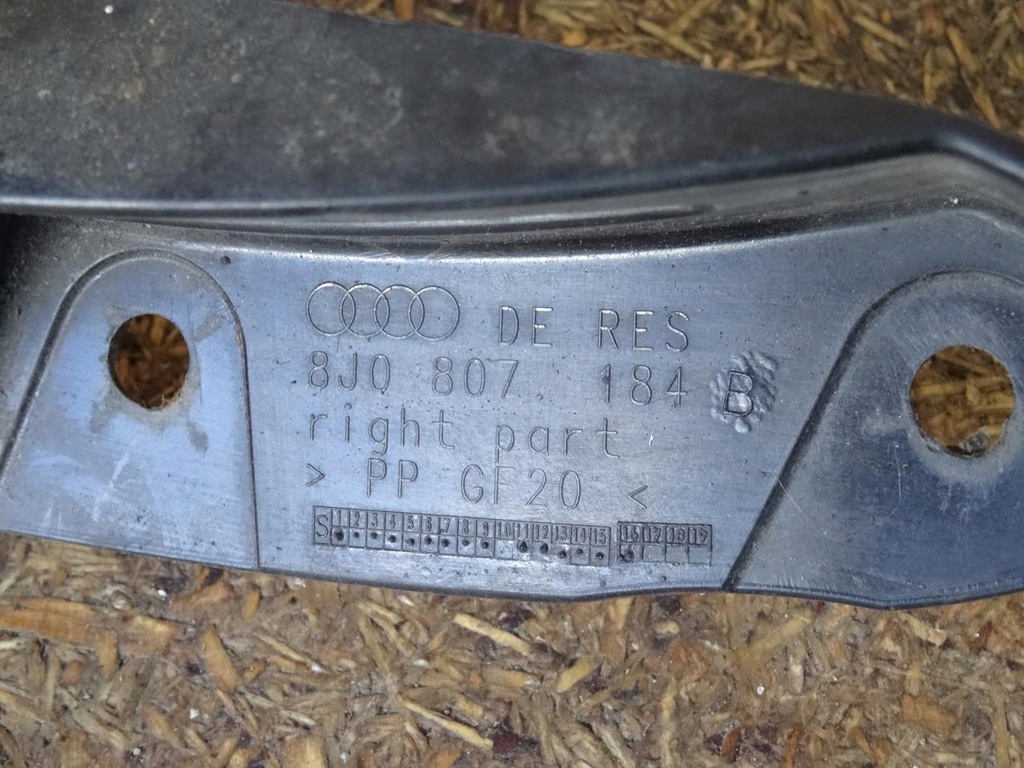 DE RES
8J0 807. 184 B
right part
> PP GF20 <
S 1 2 3 4 5 6 7 8 9 10 11 12 13 14 15 16 17 18 19